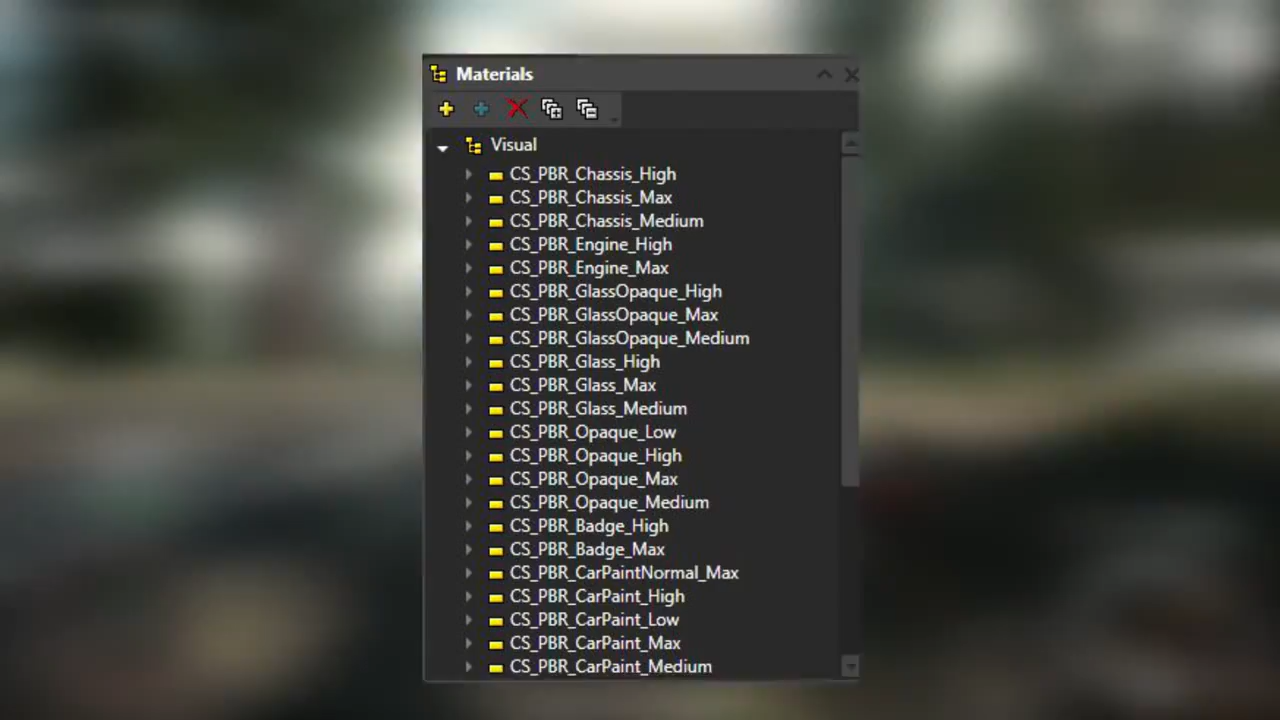 Materials
Visual
CS_PBR_Chassis_High
CS_PBR_Chassis_Max
CS_PBR_Chassis_Medium
CS_PBR_Engine_High
CS_PBR_Engine_Max
CS_PBR_GlassOpaque_High
CS_PBR_GlassOpaque_Max
CS_PBR_GlassOpaque_Medium
CS_PBR_Glass_High
CS_PBR_Glass_Max
CS_PBR_Glass_Medium
CS_PBR_Opaque_Low
CS_PBR_Opaque_High
CS_PBR_Opaque_Max
CS_PBR_Opaque_Medium
CS_PBR_Badge_High
CS_PBR_Badge_Max
CS_PBR_CarPaintNormal_Max
CS_PBR_CarPaint_High
CS_PBR_CarPaint_Low
CS_PBR_CarPaint_Max
CS_PBR_CarPaint_Medium